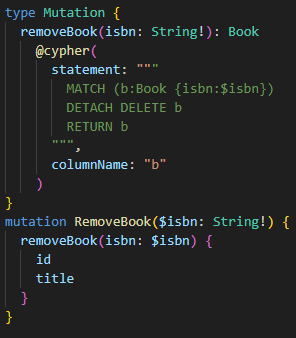 type Mutation {
  removeBook(isbn: String!): Book
    @cypher(
      statement: """
        MATCH (b:Book {isbn:$isbn})
        DETACH DELETE b
        RETURN b
      """,
      columnName: "b"
    )
}
mutation RemoveBook($isbn: String!) {
  removeBook(isbn: $isbn) {
    id
    title
  }
}